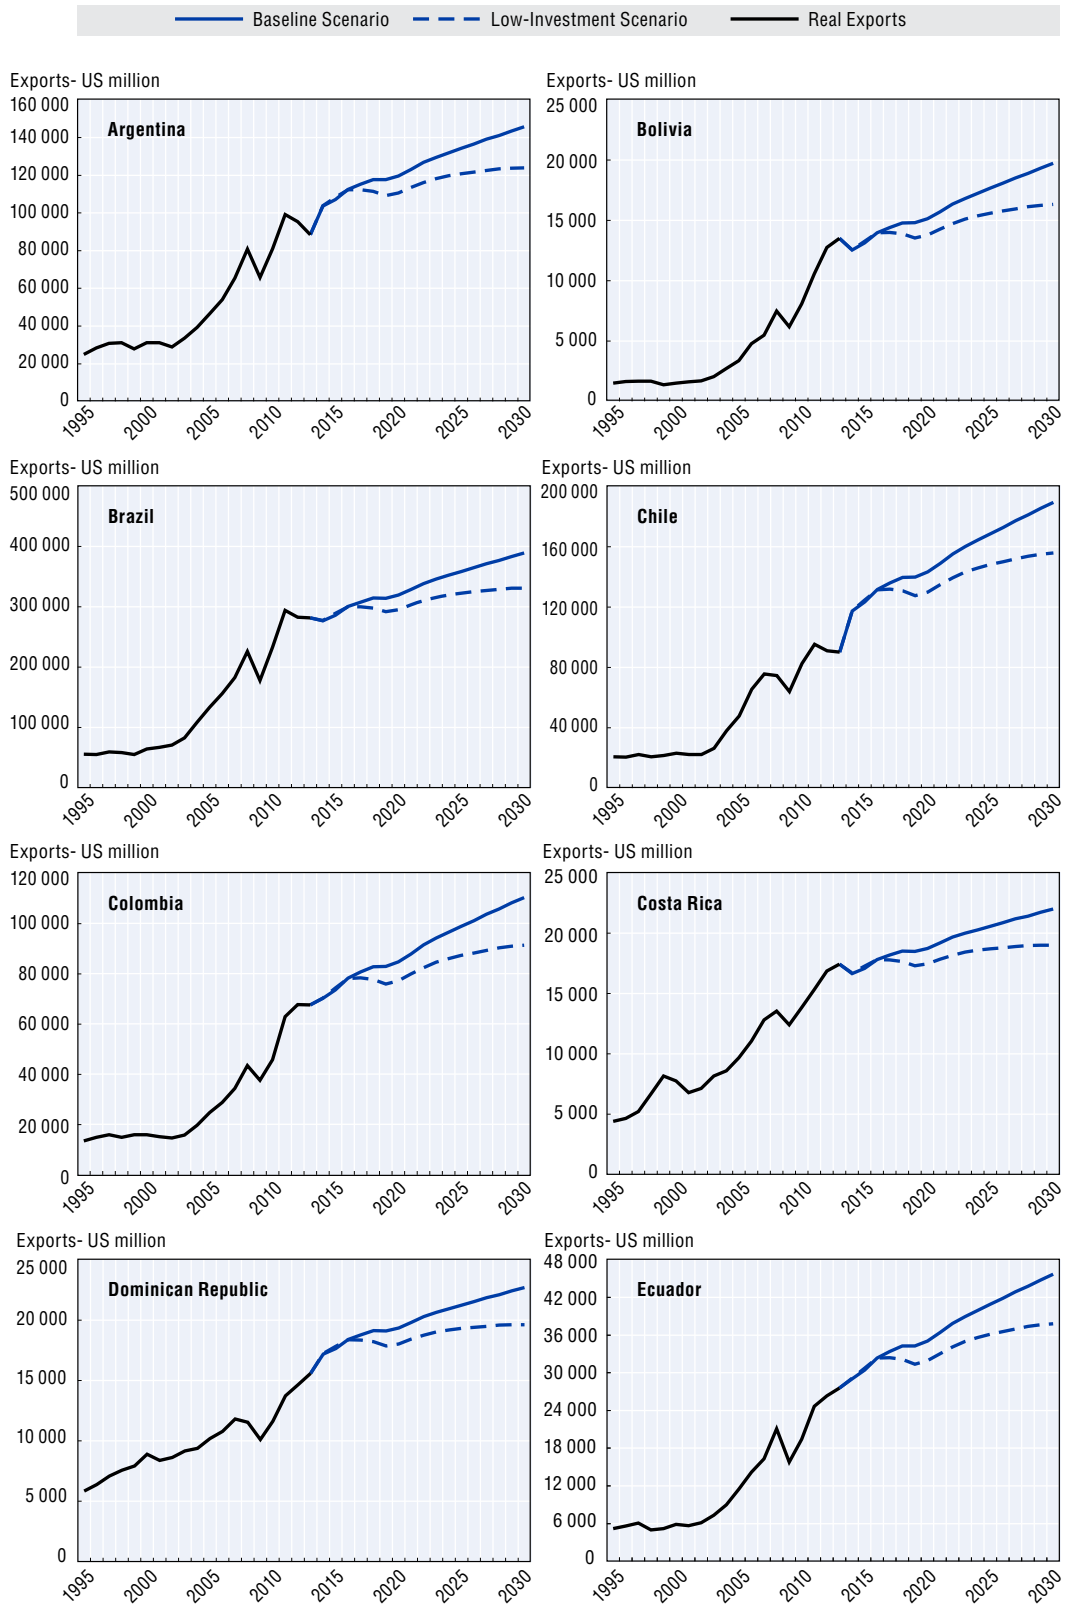 Baseline Scenario Low-Investment Scenario Real Exports
Exports- US million
Argentina
160 000
140 000
120 000
100 000
80 000
60 000
40 000
20 000
0
1995 2000 2005 2010 2015 2020 2025 2030
Exports- US million
Bolivia
25 000
20 000
15 000
10 000
5 000
0
1995 2000 2005 2010 2015 2020 2025 2030
Exports- US million
Brazil
500 000
400 000
300 000
200 000
100 000
0
1995 2000 2005 2010 2015 2020 2025 2030
Exports- US million
Chile
200 000
160 000
120 000
80 000
40 000
0
1995 2000 2005 2010 2015 2020 2025 2030
Exports- US million
Colombia
120 000
100 000
80 000
60 000
40 000
20 000
0
1995 2000 2005 2010 2015 2020 2025 2030
Exports- US million
Costa Rica
25 000
20 000
15 000
10 000
5 000
0
1995 2000 2005 2010 2015 2020 2025 2030
Exports- US million
Dominican Republic
25 000
20 000
15 000
10 000
5 000
0
1995 2000 2005 2010 2015 2020 2025 2030
Exports- US million
Ecuador
48 000
42 000
36 000
30 000
24 000
18 000
12 000
6 000
0
1995 2000 2005 2010 2015 2020 2025 2030